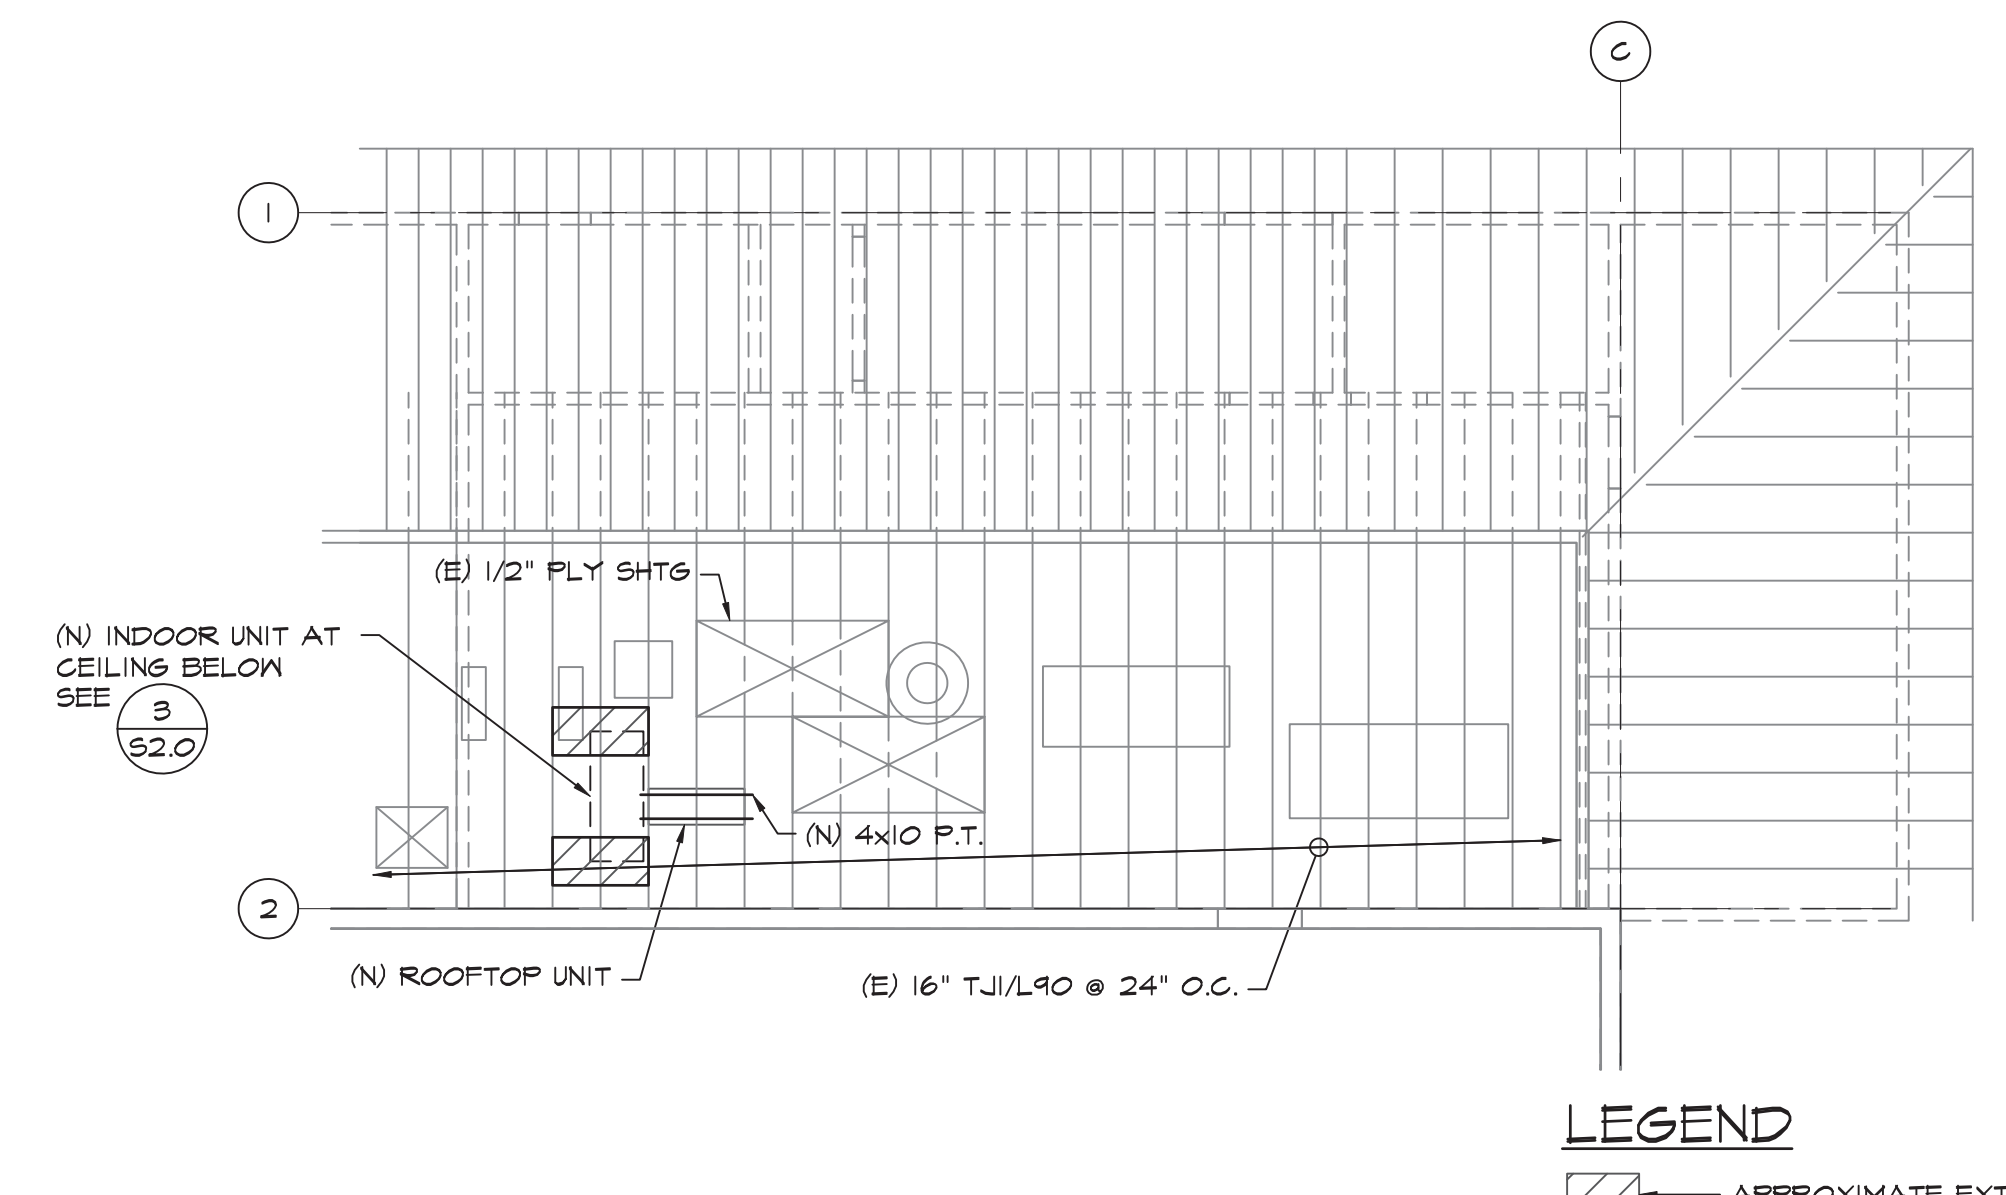 C
1
(E) 1/2" PLY SHTG
(N) INDOOR UNIT AT
CEILING BELOW
SEE
3
S2.0
(N) 4x10 P.T.
2
(N) ROOFTOP UNIT
(E) 16" TJI/L90 @ 24" O.C.
LEGEND
APPROXIMATE